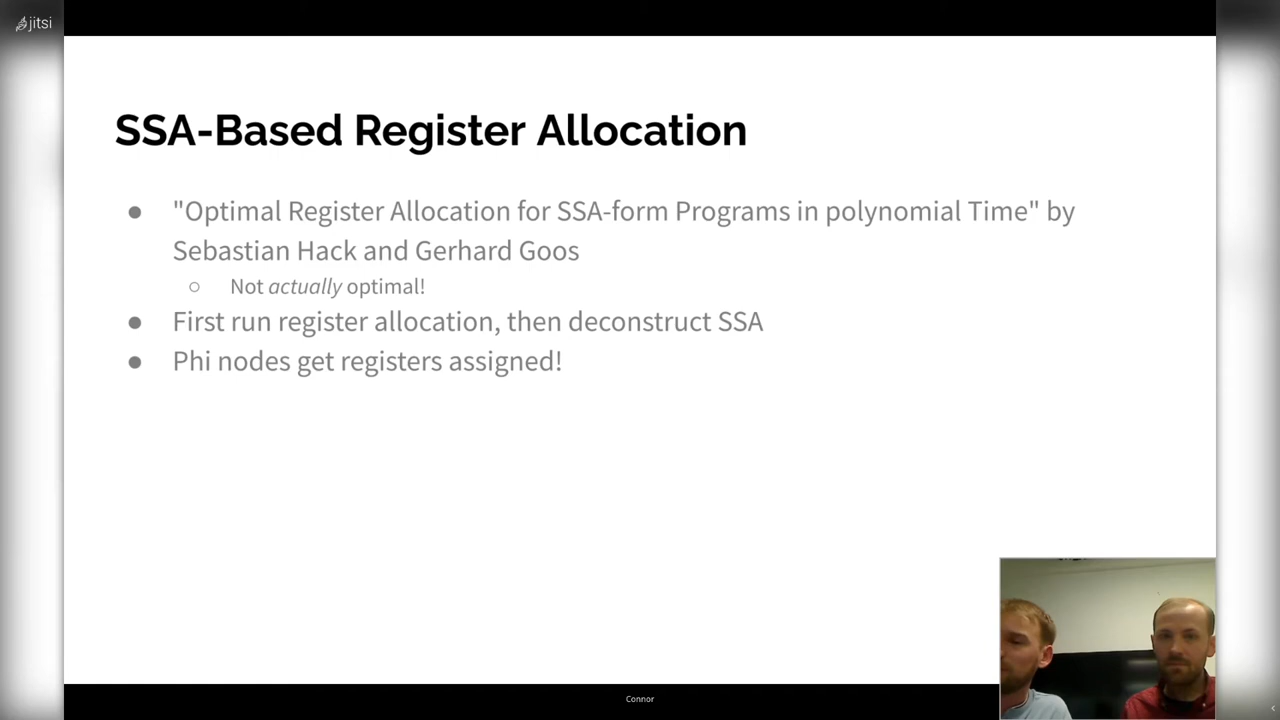 jitsi
SSA-Based Register Allocation
● "Optimal Register Allocation for SSA-form Programs in polynomial Time" by
Sebastian Hack and Gerhard Goos
○ Not actually optimal!
● First run register allocation, then deconstruct SSA
● Phi nodes get registers assigned!
Connor